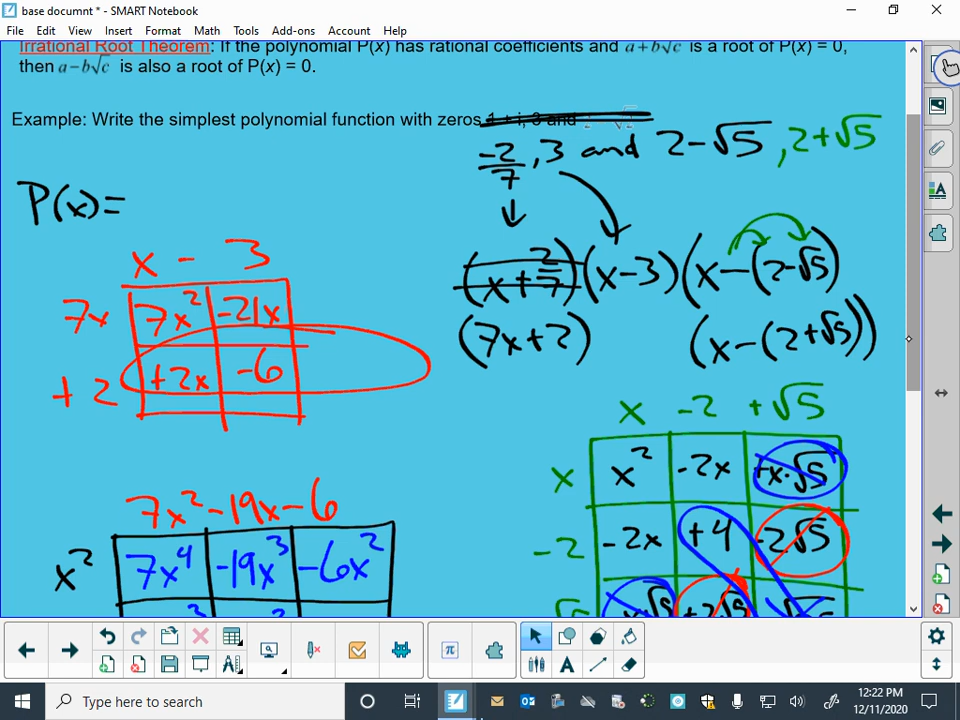 base documnt * - SMART Notebook
File Edit View Insert Format Math Tools Add-ons Account Help
Irrational Root Theorem: If the polynomial P(x) has rational coefficients and a+b√c is a root of P(x) = 0,
then a−b√c is also a root of P(x) = 0.
Example: Write the simplest polynomial function with zeros 1 + i, 3 and
-2/7, 3 and 2-√5, 2+√5
P(x)=
x - 3
(x+2/7)(x-3)(x-(2-√5))
7x 7x² -21x
(7x+2) (x-(2+√5))
+2 +2x -6
x -2 +√5
x x² -2x +x·√5
7x²-19x-6
-2 -2x +4 -2√5
x² 7x⁴ -19x³ -6x²
Type here to search
12:22 PM
12/11/2020